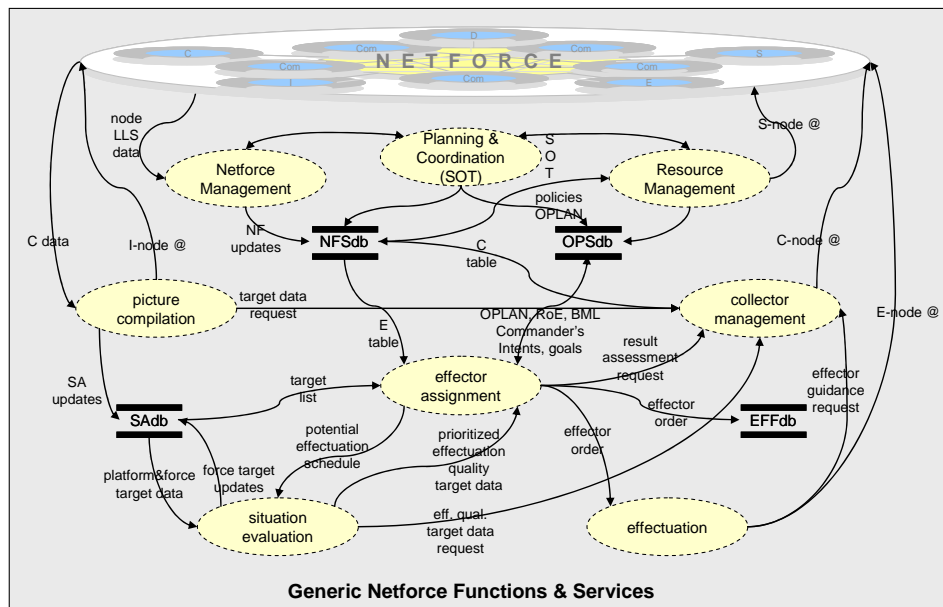 D
C
Com
Com
S
NETFORCE
Com
Com
I
Com
E
node
LLS
data
Planning &
Coordination
(SOT)
S
O
T
S-node @
Netforce
Management
Resource
Management
policies
OPLAN
C data
I-node @
NF
updates
NFSdb
OPSdb
C
table
C-node @
picture
compilation
target data
request
collector
management
E-node @
E
table
OPLAN, RoE, BML
Commander's
Intents, goals
result
assessment
request
effector
guidance
request
SA
updates
target
list
effector
assignment
effector
order
SAdb
EFFdb
potential
effectuation
schedule
prioritized
effectuation
quality
target data
effector
order
platform&force
target data
force target
updates
situation
evaluation
eff. qual.
target data
request
effectuation
Generic Netforce Functions & Services